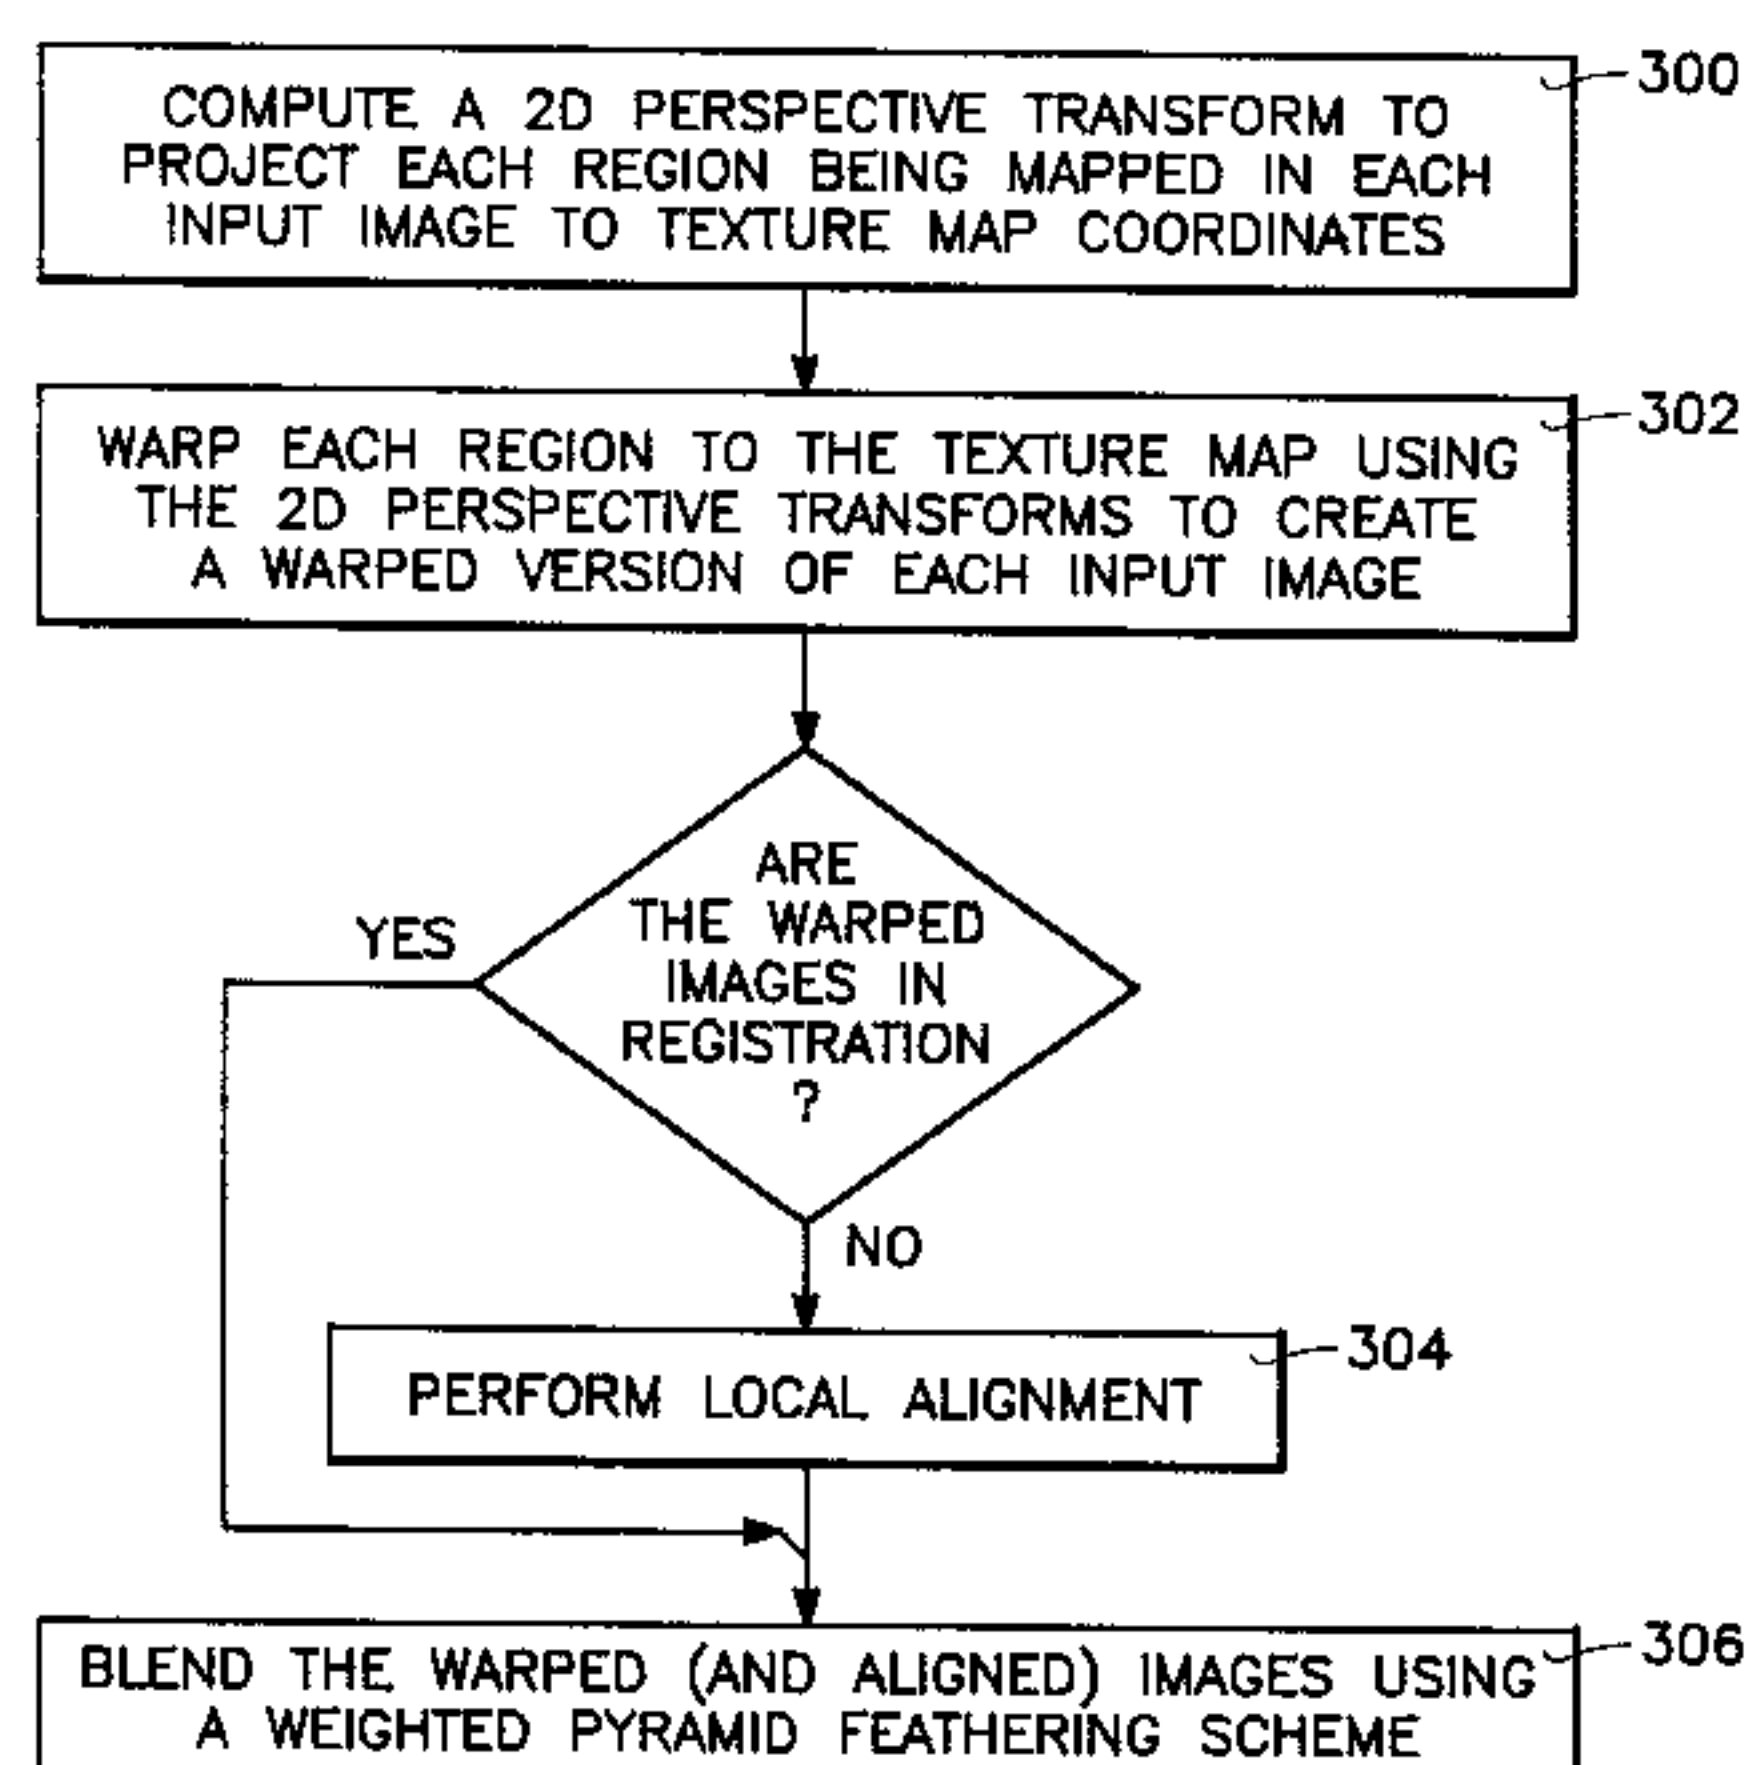 300
COMPUTE A 2D PERSPECTIVE TRANSFORM TO
PROJECT EACH REGION BEING MAPPED IN EACH
INPUT IMAGE TO TEXTURE MAP COORDINATES
302
WARP EACH REGION TO THE TEXTURE MAP USING
THE 2D PERSPECTIVE TRANSFORMS TO CREATE
A WARPED VERSION OF EACH INPUT IMAGE
ARE
THE WARPED
IMAGES IN
REGISTRATION
?
YES
NO
304
PERFORM LOCAL ALIGNMENT
306
BLEND THE WARPED (AND ALIGNED) IMAGES USING
A WEIGHTED PYRAMID FEATHERING SCHEME